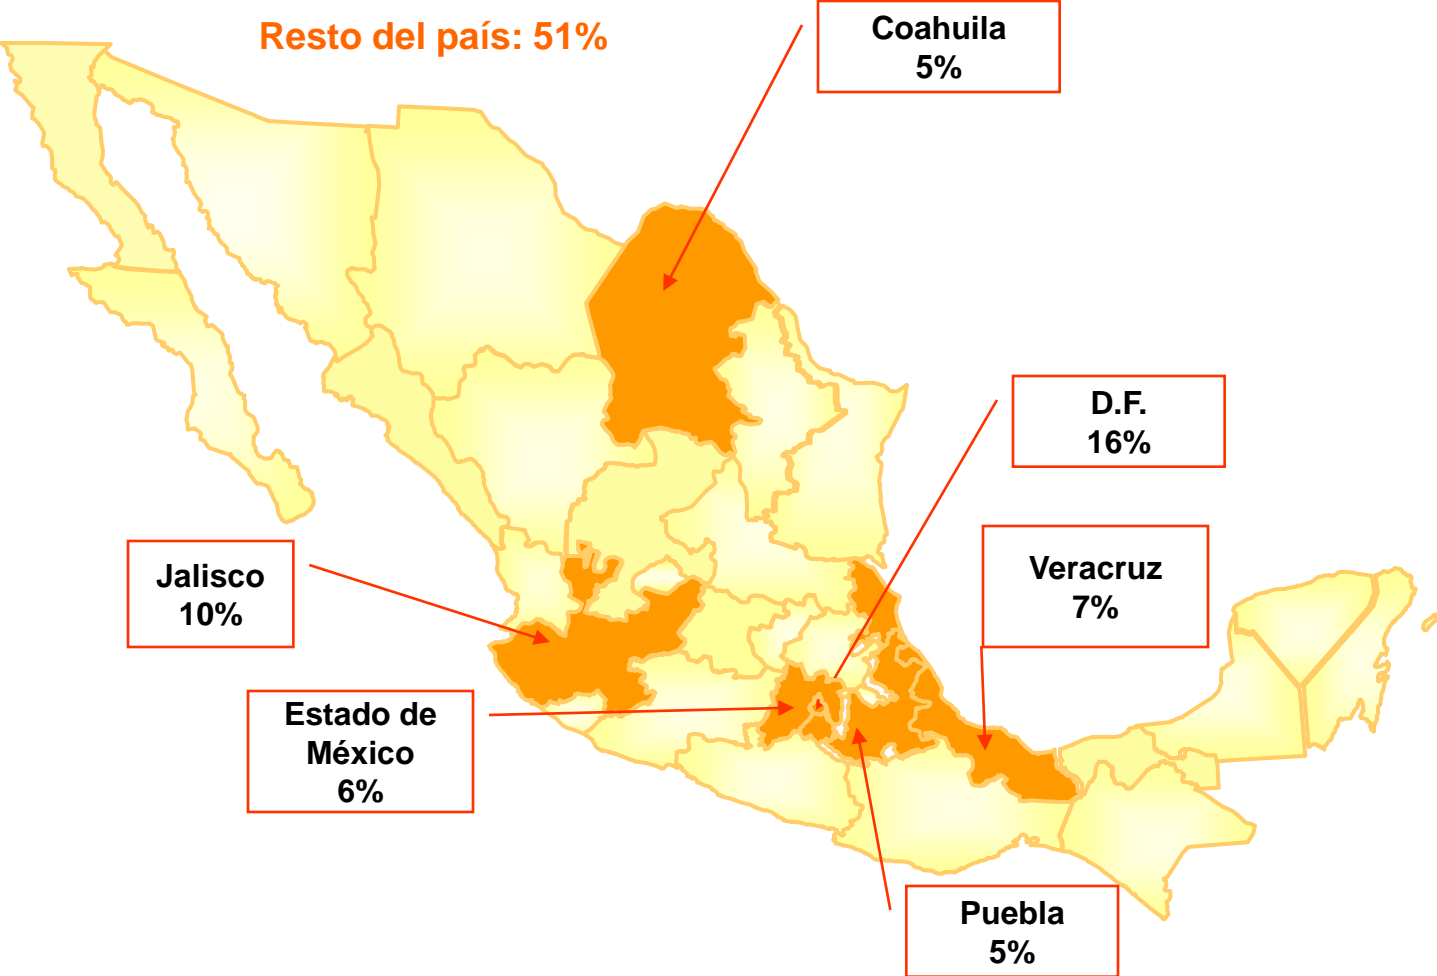 Resto del país: 51%
Coahuila
5%
D.F.
16%
Veracruz
7%
Jalisco
10%
Estado de
México
6%
Puebla
5%